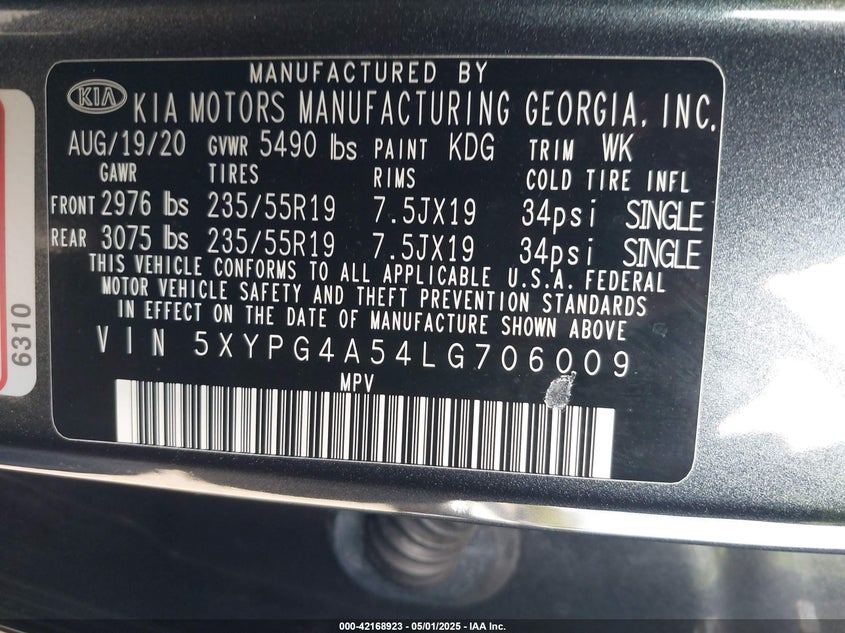 MANUFACTURED BY
KIA KIA MOTORS MANUFACTURING GEORGIA, INC.
AUG/19/20 GVWR 5490 lbs PAINT KDG TRIM WK
GAWR TIRES RIMS COLD TIRE INFL
FRONT 2976 lbs 235/55R19 7.5JX19 34psi SINGLE
REAR 3075 lbs 235/55R19 7.5JX19 34psi SINGLE
THIS VEHICLE CONFORMS TO ALL APPLICABLE U.S.A. FEDERAL
MOTOR VEHICLE SAFETY AND THEFT PREVENTION STANDARDS
IN EFFECT ON THE DATE OF MANUFACTURE SHOWN ABOVE
VIN 5XYPG4A54LG706009
MPV
6310
000-42168923 - 05/01/2025 - IAA Inc.